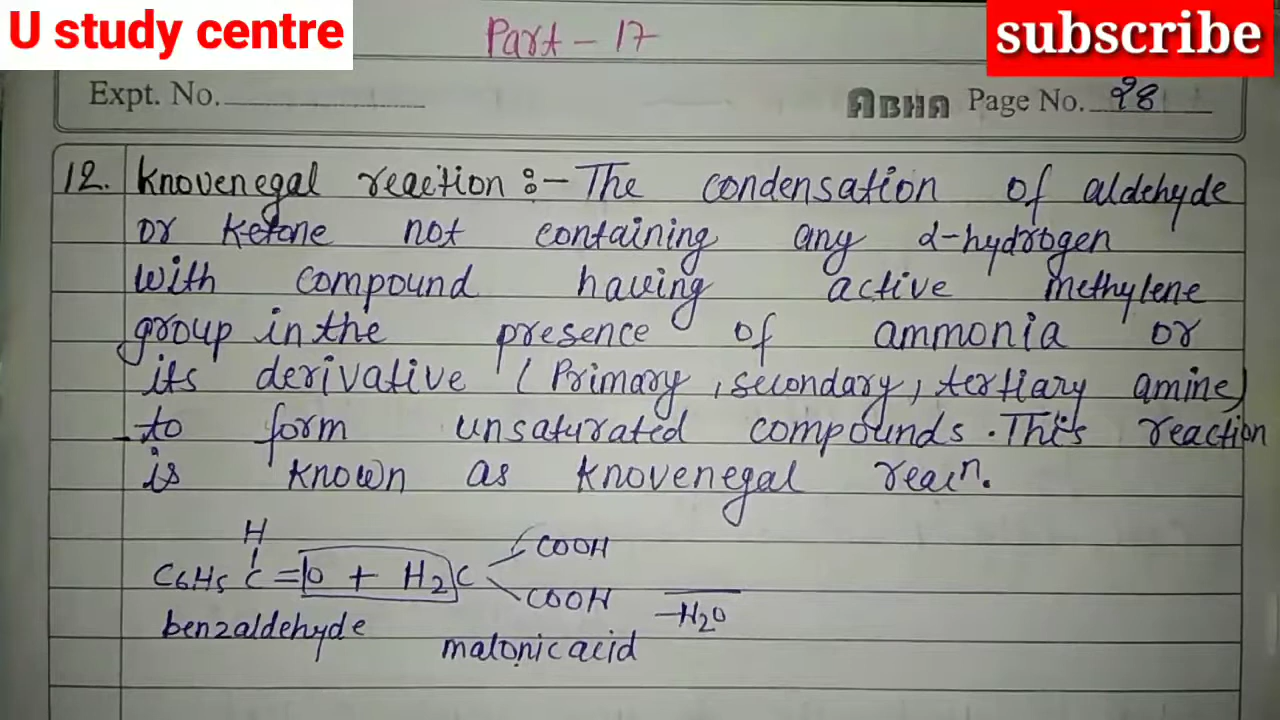 U study centre
Part - 17
subscribe
Expt. No.
ABHA Page No. 98
12. Knovenegal reaction :- The condensation of aldehyde
or Ketone not containing any α-hydrogen
with compound having active methylene
group in the presence of ammonia or
its derivative (Primary, secondary, tertiary amine)
to form unsaturated compounds. This reaction
is known as Knovenegal reacn.
H
C6H5 C = O + H2C COOH
COOH
-H2O
benzaldehyde
malonic acid